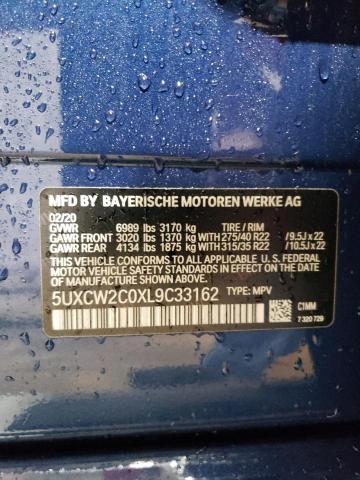 MFD BY BAYERISCHE MOTOREN WERKE AG
02/20
GVWR 6989 lbs 3170 kg TIRE / RIM
GAWR FRONT 3020 lbs 1370 kg WITH 275/40 R22 /9.5J x 22
GAWR REAR 4134 lbs 1875 kg WITH 315/35 R22 /10.5J x 22
THIS VEHICLE CONFORMS TO ALL APPLICABLE
U.S. FEDERAL MOTOR VEHICLE SAFETY STANDARDS
IN EFFECT ON THE DATE OF MANUFACTURE SHOWN ABOVE.
5UXCW2C0XL9C33162 TYPE: MPV
C1MM
7 320 729